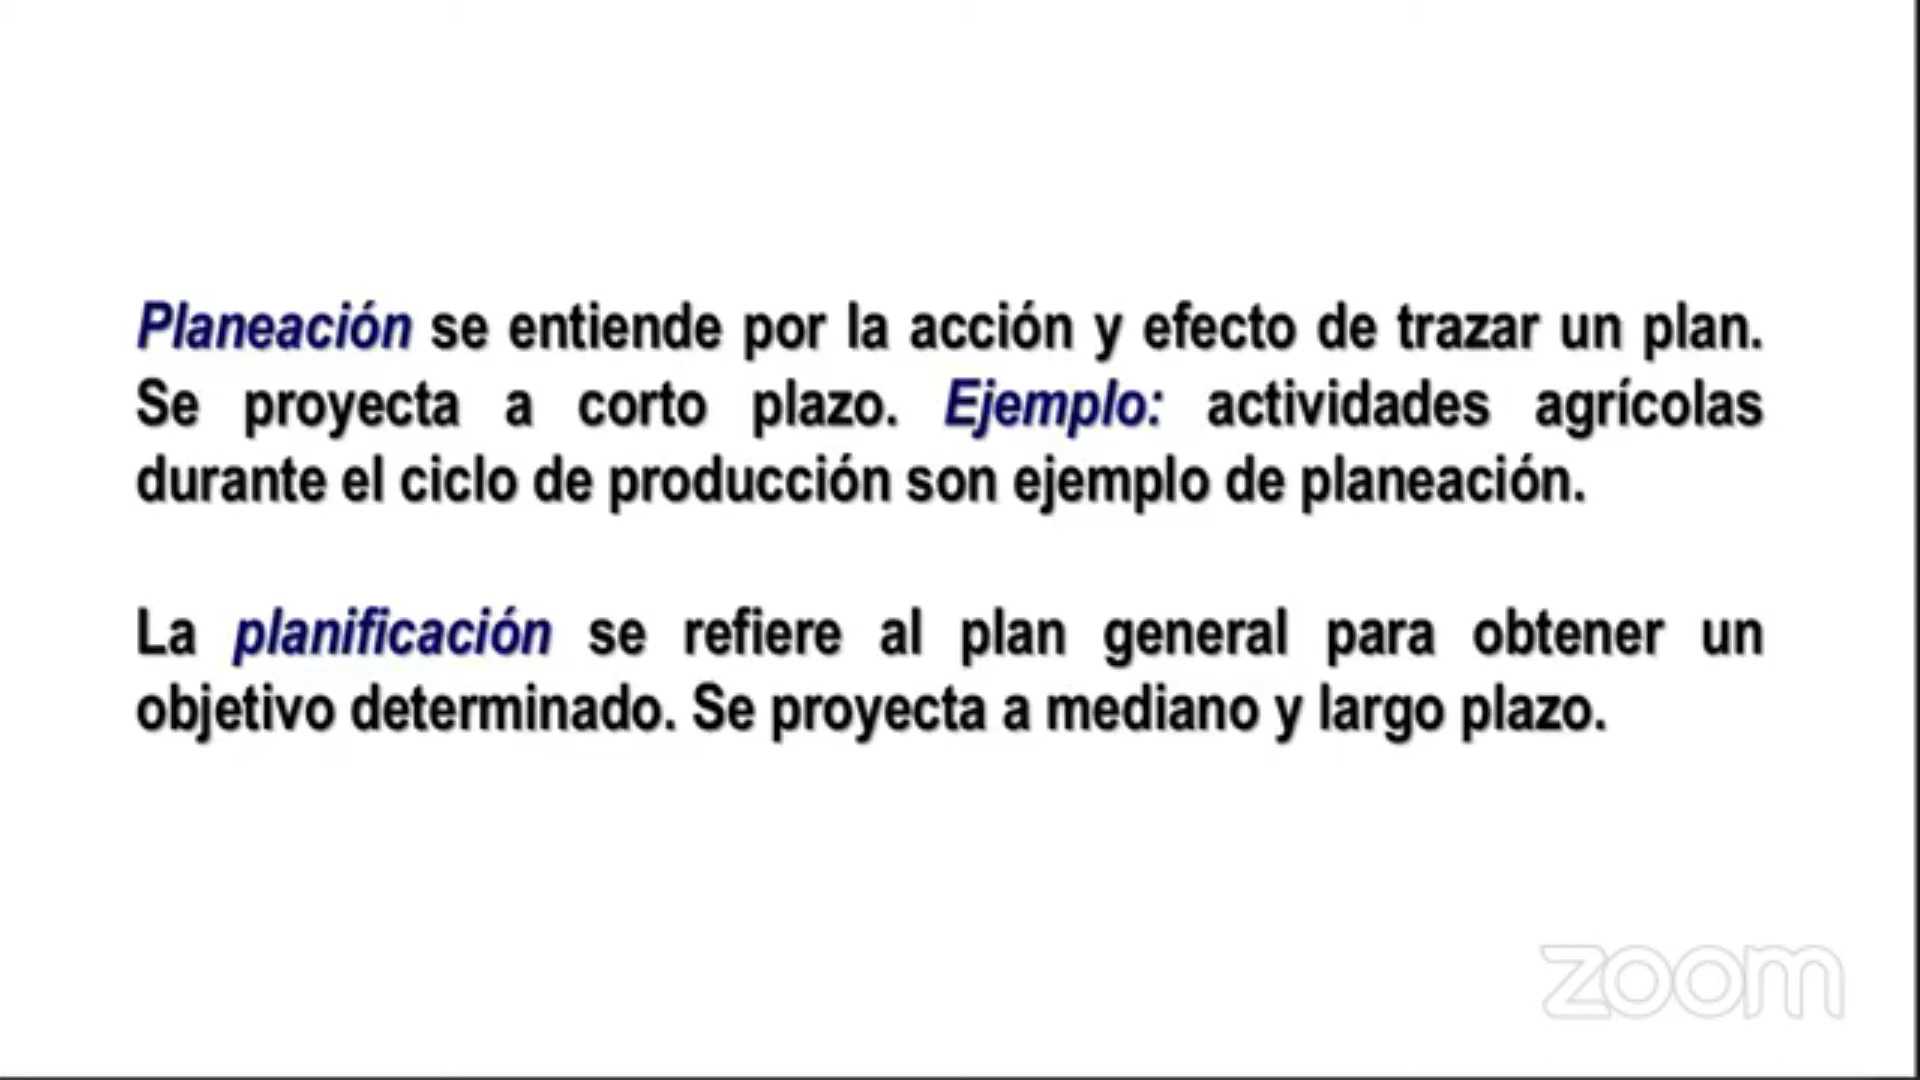 Planeación se entiende por la acción y efecto de trazar un plan.
Se proyecta a corto plazo. Ejemplo: actividades agrícolas
durante el ciclo de producción son ejemplo de planeación.
La planificación se refiere al plan general para obtener un
objetivo determinado. Se proyecta a mediano y largo plazo.
zoom